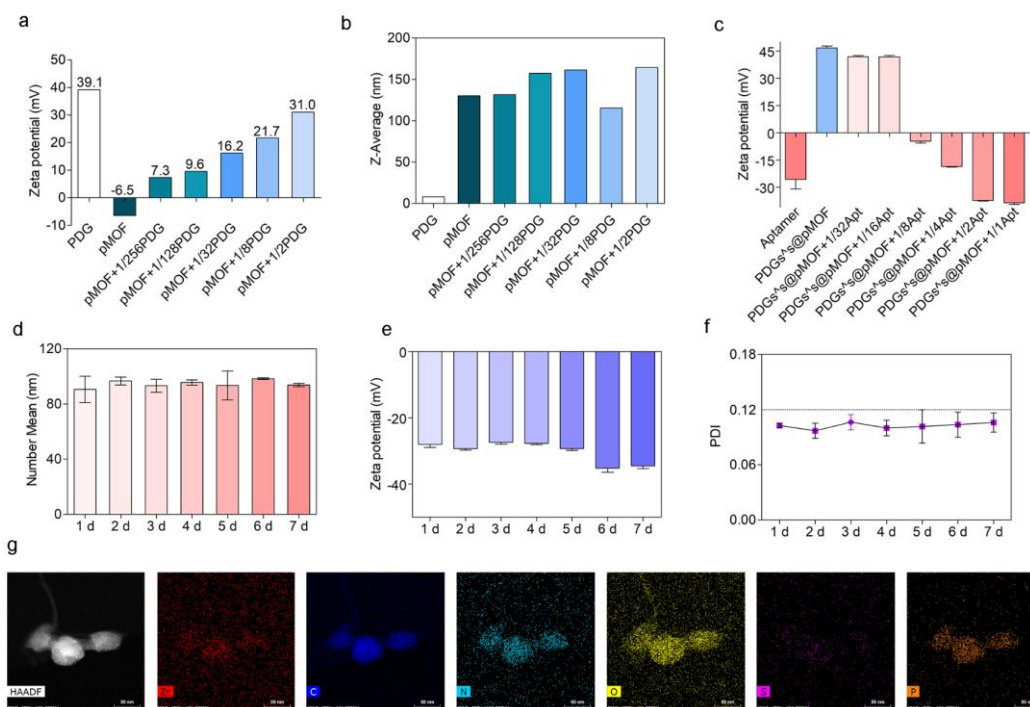 a
Zeta potential (mV)
50
40
30
20
10
0
-10
39.1
-6.5
7.3
9.6
16.2
21.7
31.0
PDG
pMOF
pMOF+1/256PDG
pMOF+1/128PDG
pMOF+1/32PDG
pMOF+1/8PDG
pMOF+1/2PDG
b
Z-Average (nm)
200
150
100
50
0
PDG
pMOF
pMOF+1/256PDG
pMOF+1/128PDG
pMOF+1/32PDG
pMOF+1/8PDG
pMOF+1/2PDG
c
Zeta potential (mV)
45
30
15
0
-15
-30
Aptamer
PDGs^s@pMOF
PDGs^s@pMOF+1/32Apt
PDGs^s@pMOF+1/16Apt
PDGs^s@pMOF+1/8Apt
PDGs^s@pMOF+1/4Apt
PDGs^s@pMOF+1/2Apt
PDGs^s@pMOF+1/1Apt
d
Number Mean (nm)
120
80
40
0
1 d 2 d 3 d 4 d 5 d 6 d 7 d
e
Zeta potential (mV)
0
-20
-40
1 d 2 d 3 d 4 d 5 d 6 d 7 d
f
PDI
0.18
0.12
0.06
0.00
1 d 2 d 3 d 4 d 5 d 6 d 7 d
g
HAADF
Zr
C
N
O
S
P